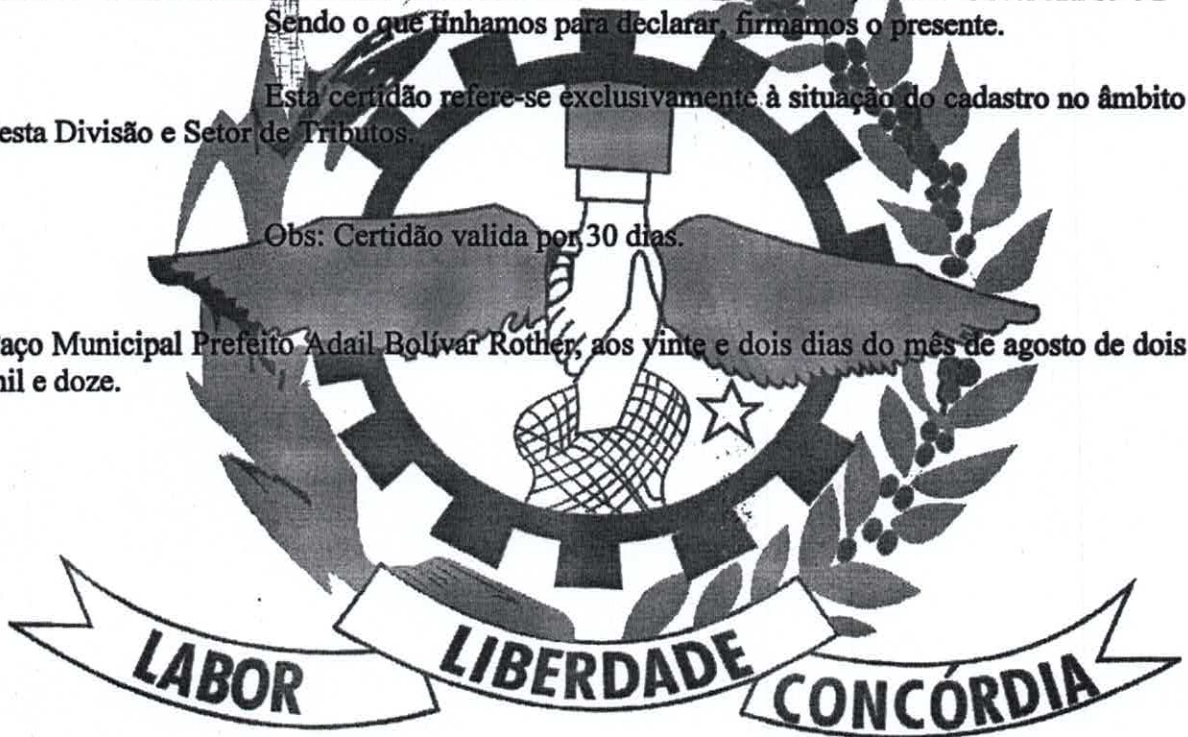 Sendo o que tínhamos para declarar, firmamos o presente.
Esta certidão refere-se exclusivamente à situação do cadastro no âmbito
esta Divisão e Setor de Tributos.
Obs: Certidão valida por 30 dias.
aço Municipal Prefeito Adail Bolívar Rother, aos vinte e dois dias do mês de agosto de dois
nil e doze.
LABOR LIBERDADE CONCÓRDIA